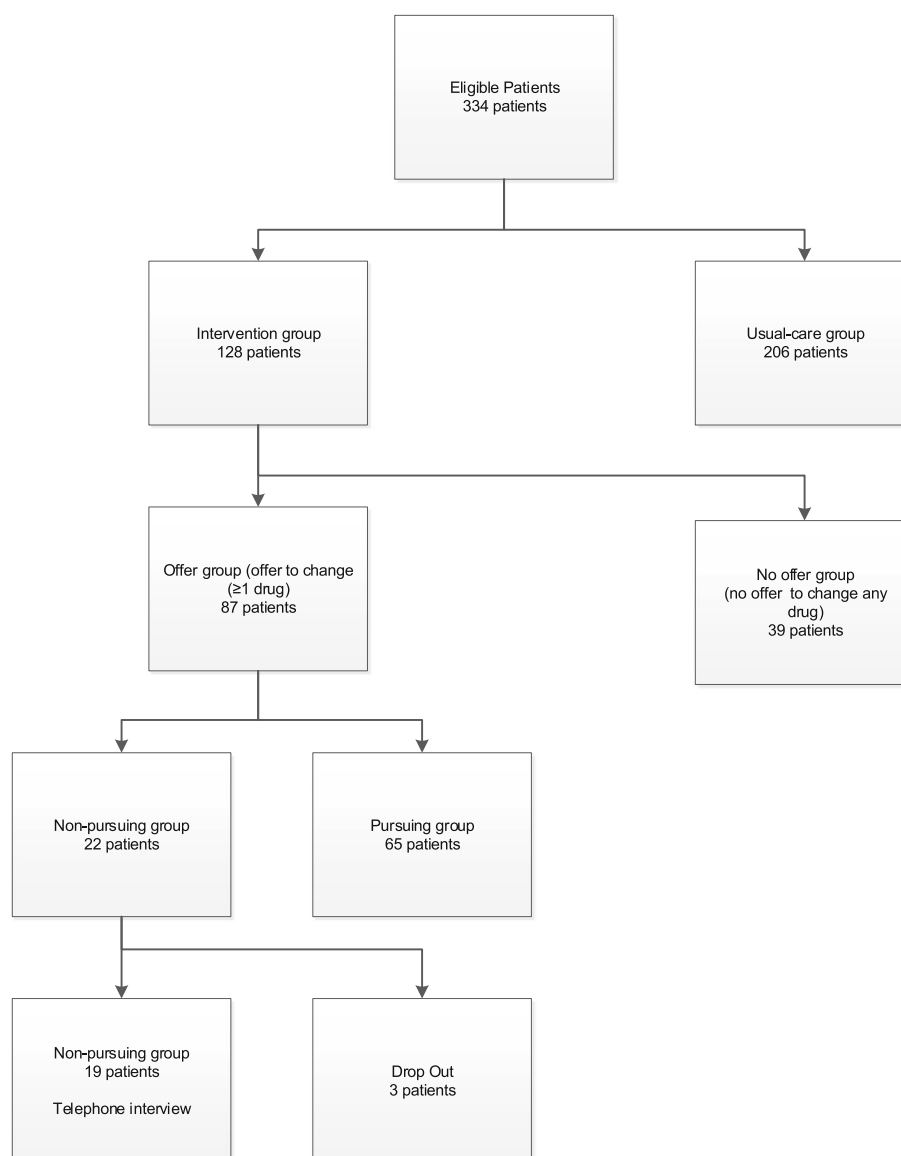 Eligible Patients
334 patients
Intervention group
128 patients
Usual-care group
206 patients
Offer group (offer to change
(≥1 drug)
87 patients
No offer group
(no offer to change any
drug)
39 patients
Non-pursuing group
22 patients
Pursuing group
65 patients
Non-pursuing group
19 patients
Telephone interview
Drop Out
3 patients